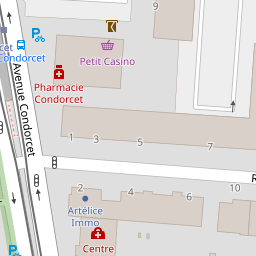 9
cet
Condorcet
Petit Casino
Pharmacie
Condorcet
Avenue Condorcet
1
3
5
7
R
2
4
6
10
Artélice
Immo
Centre